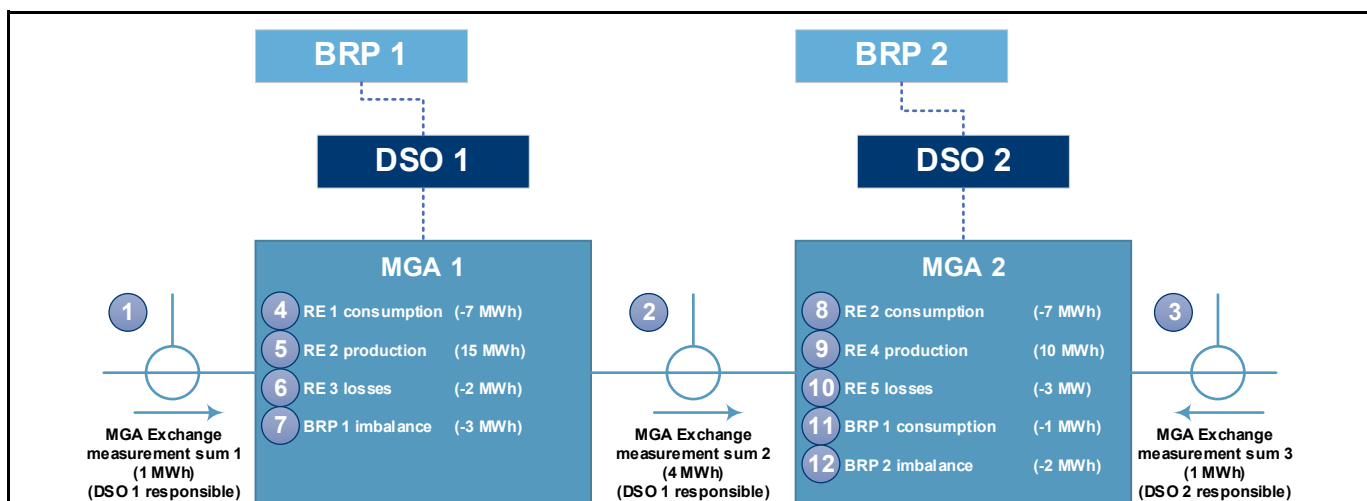 BRP 1
BRP 2
DSO 1
DSO 2
MGA 1
4 RE 1 consumption (-7 MWh)
5 RE 2 production (15 MWh)
6 RE 3 losses (-2 MWh)
7 BRP 1 imbalance (-3 MWh)
MGA 2
8 RE 2 consumption (-7 MWh)
9 RE 4 production (10 MWh)
10 RE 5 losses (-3 MW)
11 BRP 1 consumption (-1 MWh)
12 BRP 2 imbalance (-2 MWh)
1
MGA Exchange
measurement sum 1
(1 MWh)
(DSO 1 responsible)
2
MGA Exchange
measurement sum 2
(4 MWh)
(DSO 1 responsible)
3
MGA Exchange
measurement sum 3
(1 MWh)
(DSO 2 responsible)